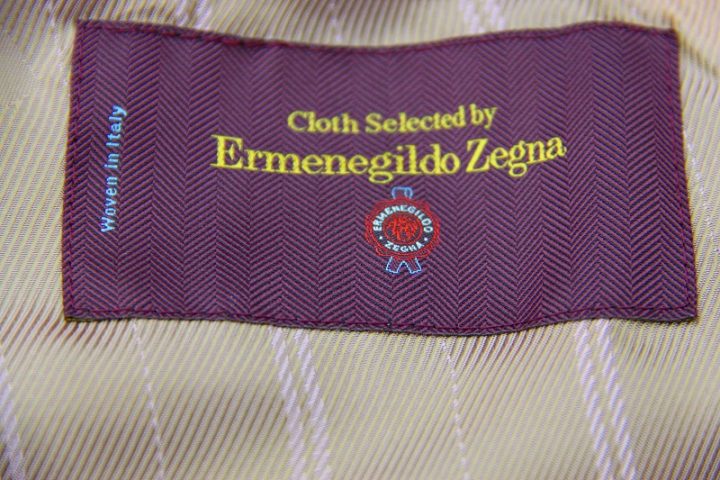 Woven in Italy
Cloth Selected by
Ermenegildo Zegna
ERMENEGILDO
ZEGNA